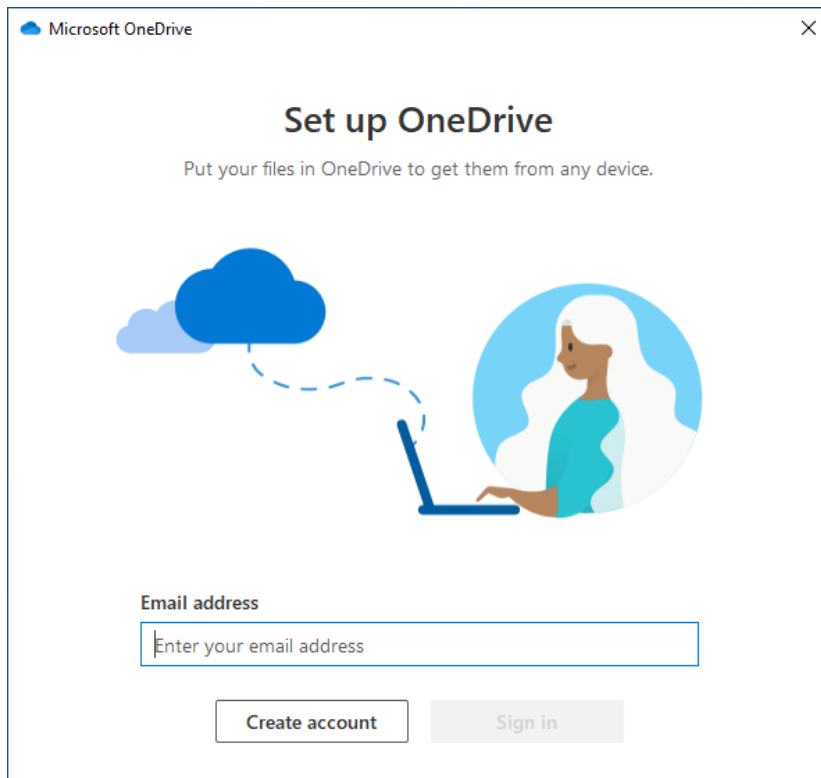 Microsoft OneDrive
Set up OneDrive
Put your files in OneDrive to get them from any device.
Email address
Enter your email address
Create account
Sign in